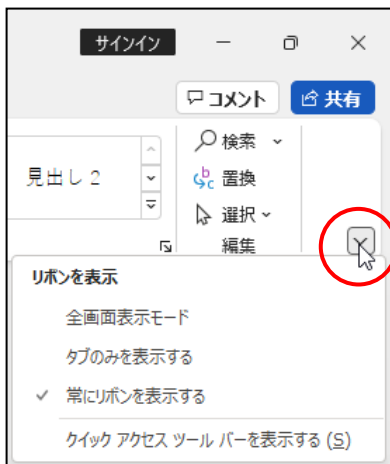 サインイン
コメント
共有
見出し 2
検索
置換
選択
編集
リボンを表示
全画面表示モード
タブのみを表示する
常にリボンを表示する
クイック アクセス ツール バーを表示する (S)